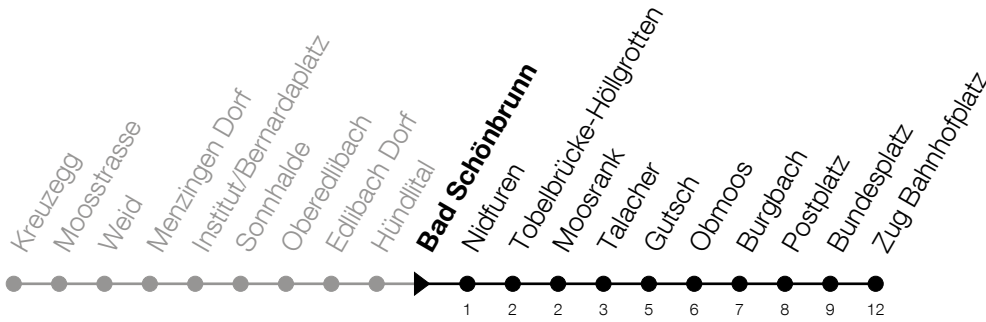 Kreuzegg
Moosstrasse
Weid
Menzingen Dorf
Institut/Bernardaplatz
Sonnhalde
Oberedlibach
Edlibach Dorf
Hündlital
Bad Schönbrunn
Nidfuren
Tobelbrücke-Höllgrotten
Moosrank
Talacher
Gutsch
Obmoos
Burgbach
Postplatz
Bundesplatz
Zug Bahnhofplatz
1 2 2 3 5 6 7 8 9 12